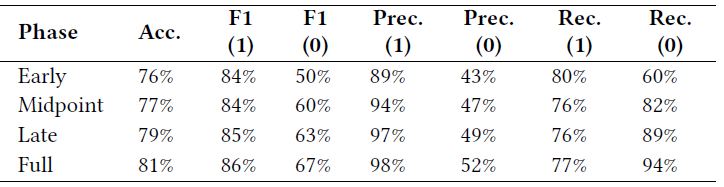 Phase Acc. F1 (1) F1 (0) Prec. (1) Prec. (0) Rec. (1) Rec. (0)
Early 76% 84% 50% 89% 43% 80% 60%
Midpoint 77% 84% 60% 94% 47% 76% 82%
Late 79% 85% 63% 97% 49% 76% 89%
Full 81% 86% 67% 98% 52% 77% 94%